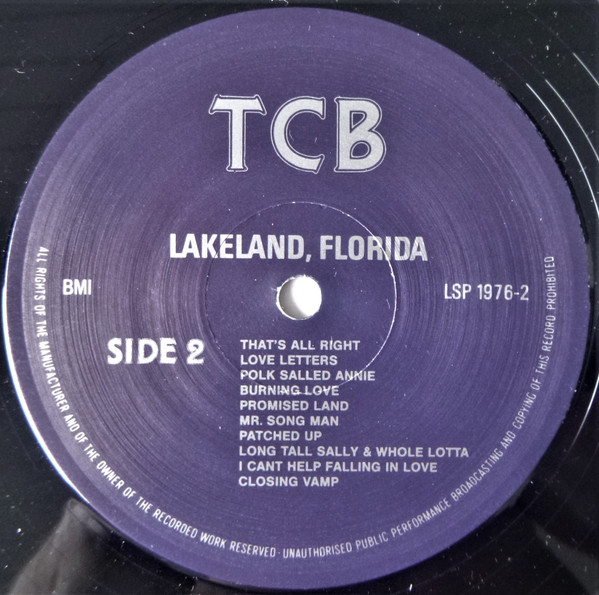 TCB
LAKELAND, FLORIDA
BMI
LSP 1976-2
SIDE 2
THAT'S ALL RIGHT
LOVE LETTERS
POLK SALLED ANNIE
BURNING LOVE
PROMISED LAND
MR. SONG MAN
PATCHED UP
LONG TALL SALLY & WHOLE LOTTA
I CANT HELP FALLING IN LOVE
CLOSING VAMP
ALL RIGHTS OF THE MANUFACTURER AND OF THE OWNER OF THE RECORDED WORK RESERVED · UNAUTHORISED PUBLIC PERFORMANCE BROADCASTING AND COPYING OF THIS RECORD PROHIBITED